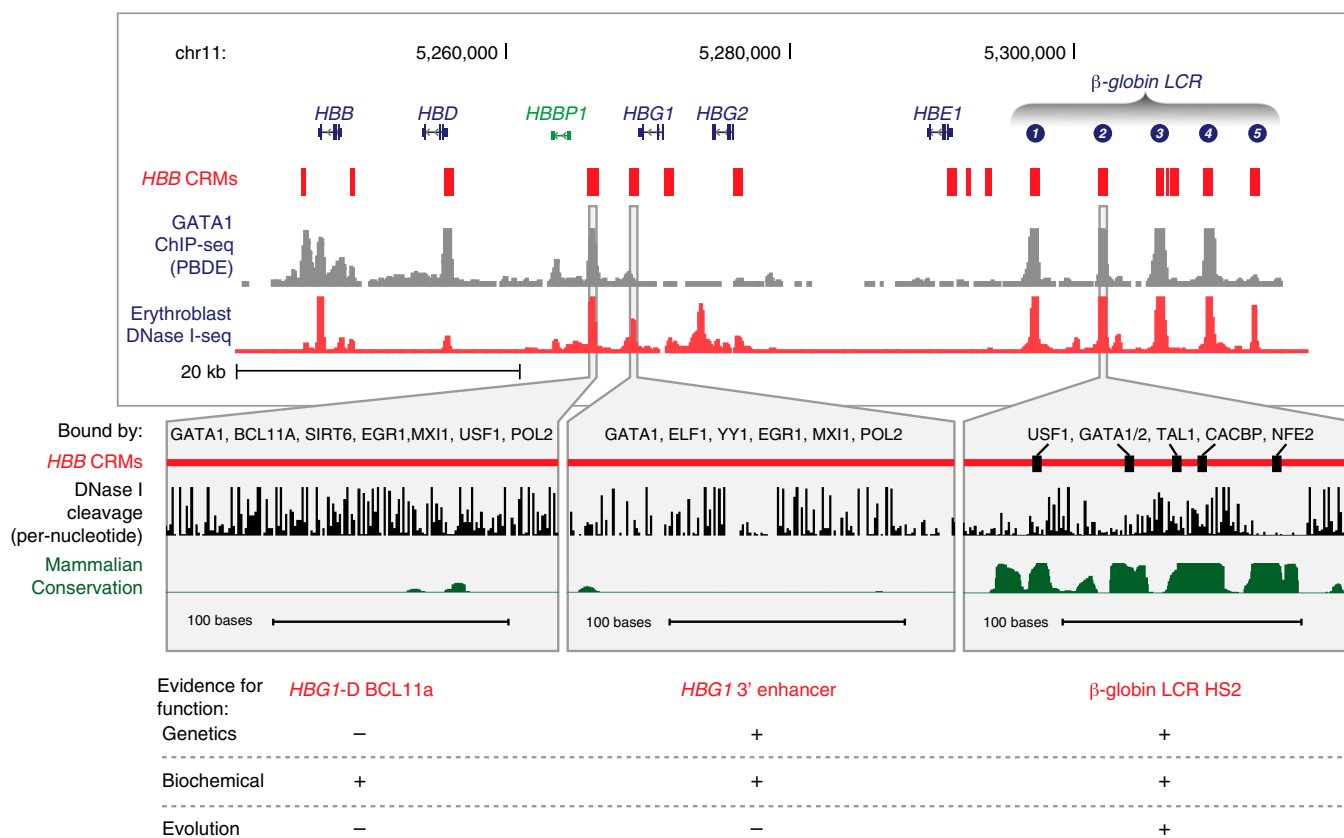 chr11: 5,260,000 5,280,000 5,300,000
β-globin LCR
HBB HBD HBBP1 HBG1 HBG2 HBE1
1 2 3 4 5
HBB CRMs
GATA1
ChIP-seq
(PBDE)
Erythroblast
DNase I-seq
20 kb
Bound by: GATA1, BCL11A, SIRT6, EGR1,MXI1, USF1, POL2 GATA1, ELF1, YY1, EGR1, MXI1, POL2 USF1, GATA1/2, TAL1, CACBP, NFE2
HBB CRMs
DNase I
cleavage
(per-nucleotide)
Mammalian
Conservation
100 bases 100 bases 100 bases
Evidence for
function:
HBG1-D BCL11a HBG1 3' enhancer β-globin LCR HS2
Genetics – + +
Biochemical + + +
Evolution – – +